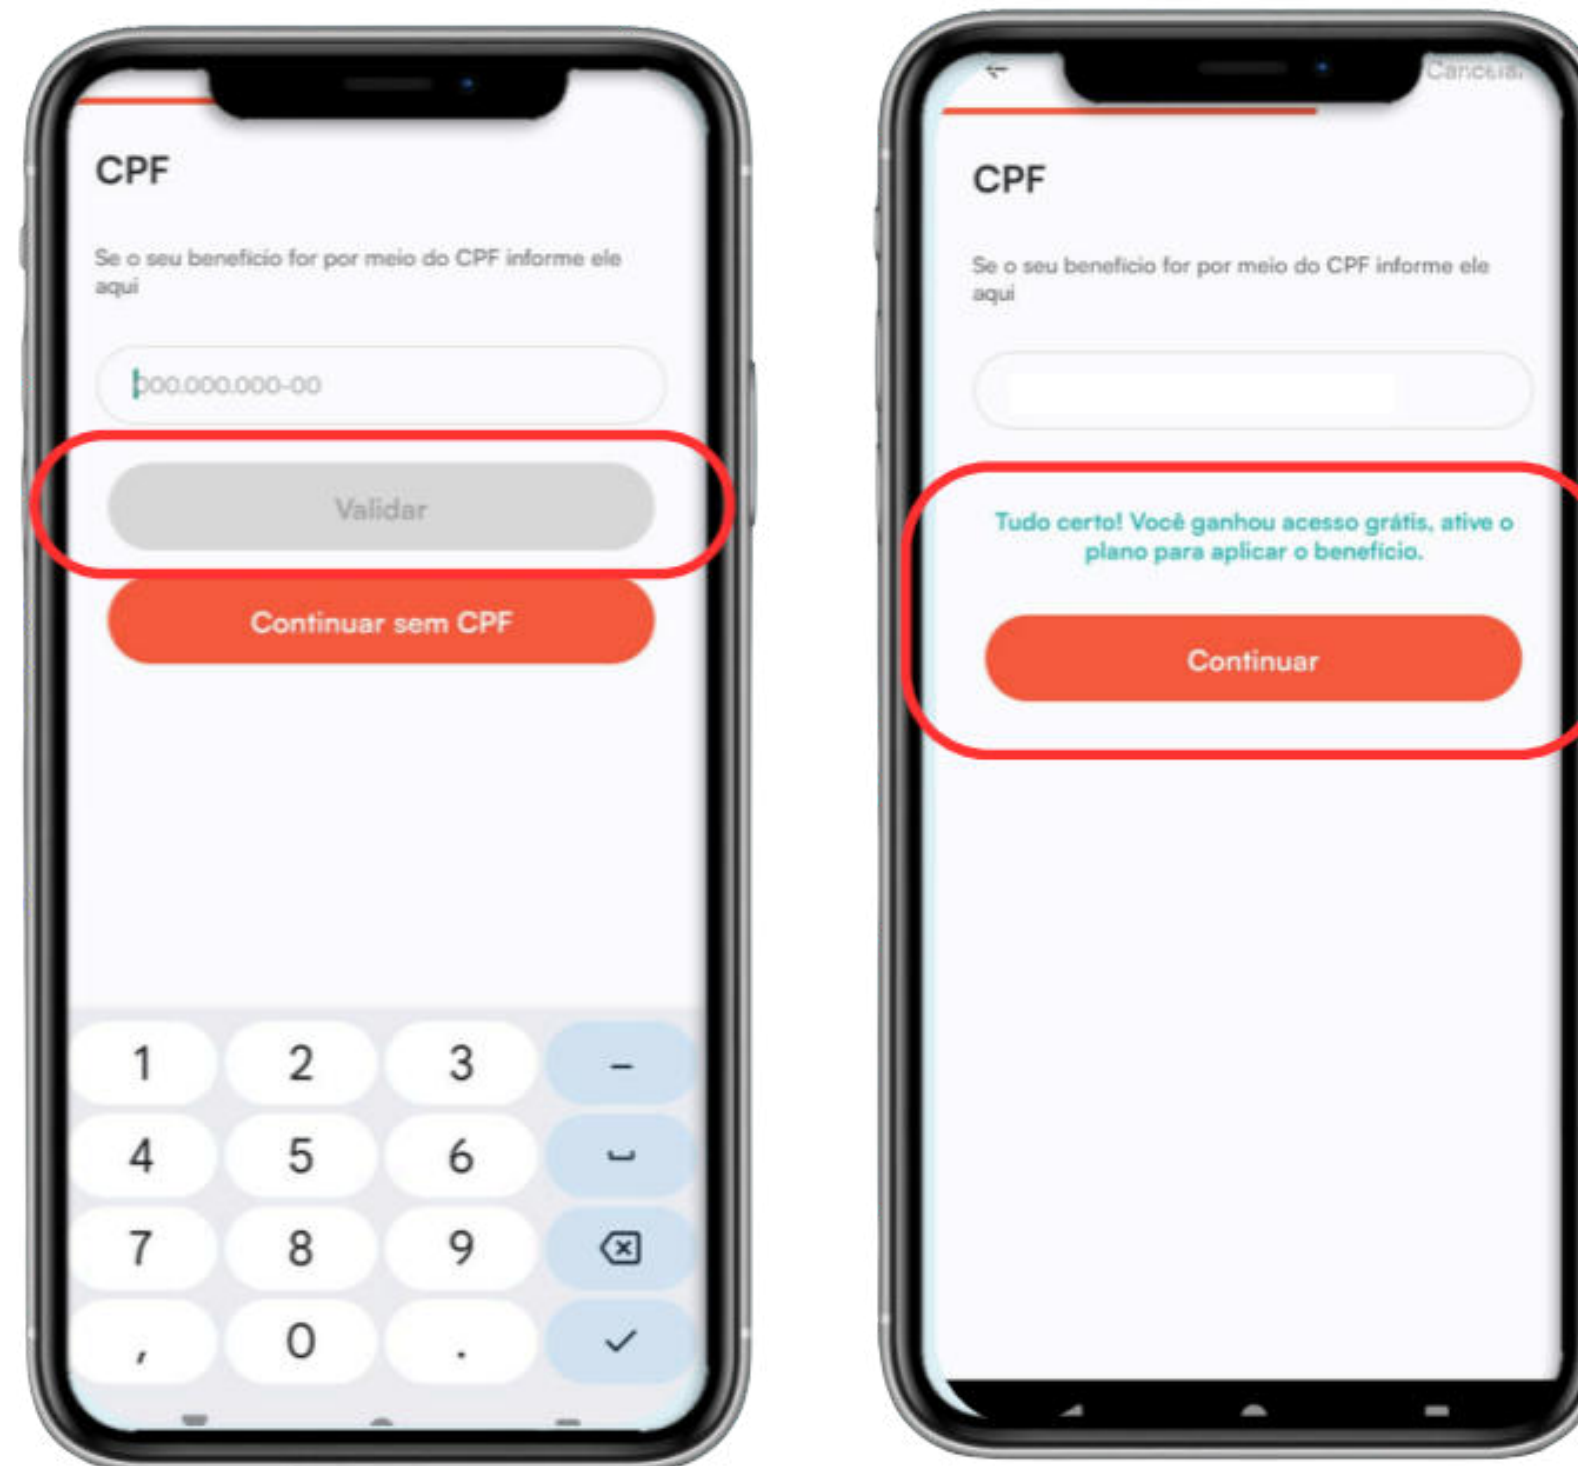 CPF
Se o seu benefício for por meio do CPF informe ele
aqui
000.000.000-00
Validar
Continuar sem CPF
1 2 3 -
4 5 6
7 8 9
, 0 .
Cancelar
CPF
Se o seu benefício for por meio do CPF informe ele
aqui
Tudo certo! Você ganhou acesso grátis, ative o
plano para aplicar o benefício.
Continuar